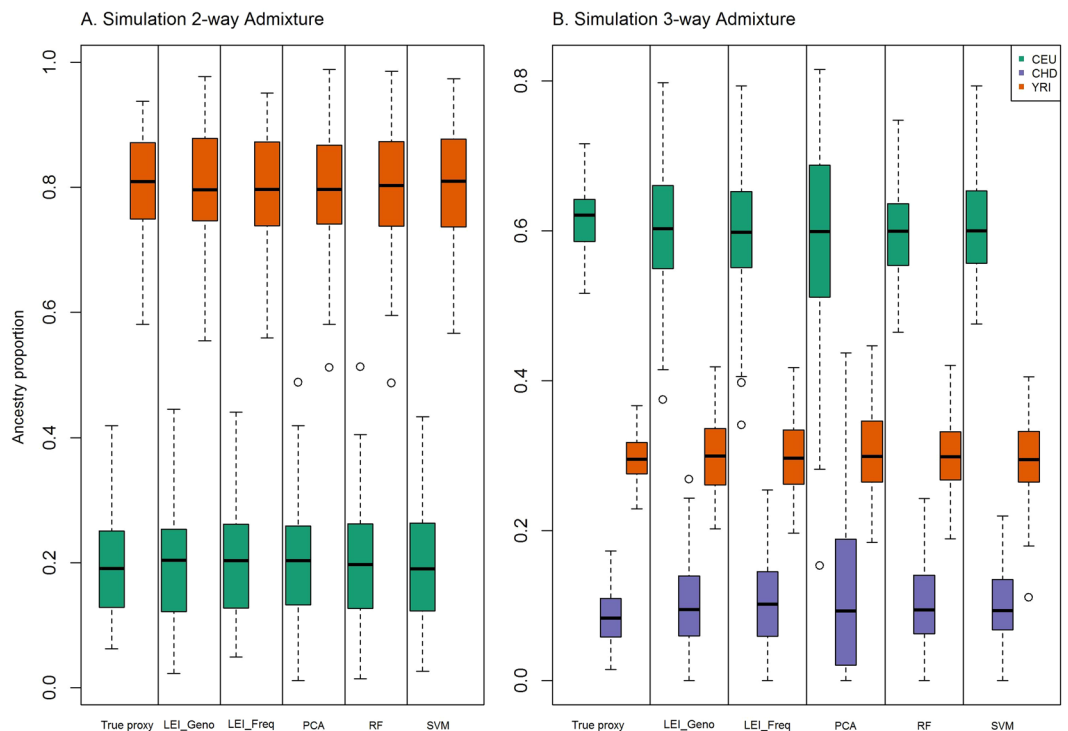 A. Simulation 2-way Admixture
Ancestry proportion
1.0
0.8
0.6
0.4
0.2
0.0
True proxy LEI_Geno LEI_Freq PCA RF SVM
B. Simulation 3-way Admixture
CEU
CHD
YRI
0.8
0.6
0.4
0.2
0.0
True proxy LEI_Geno LEI_Freq PCA RF SVM